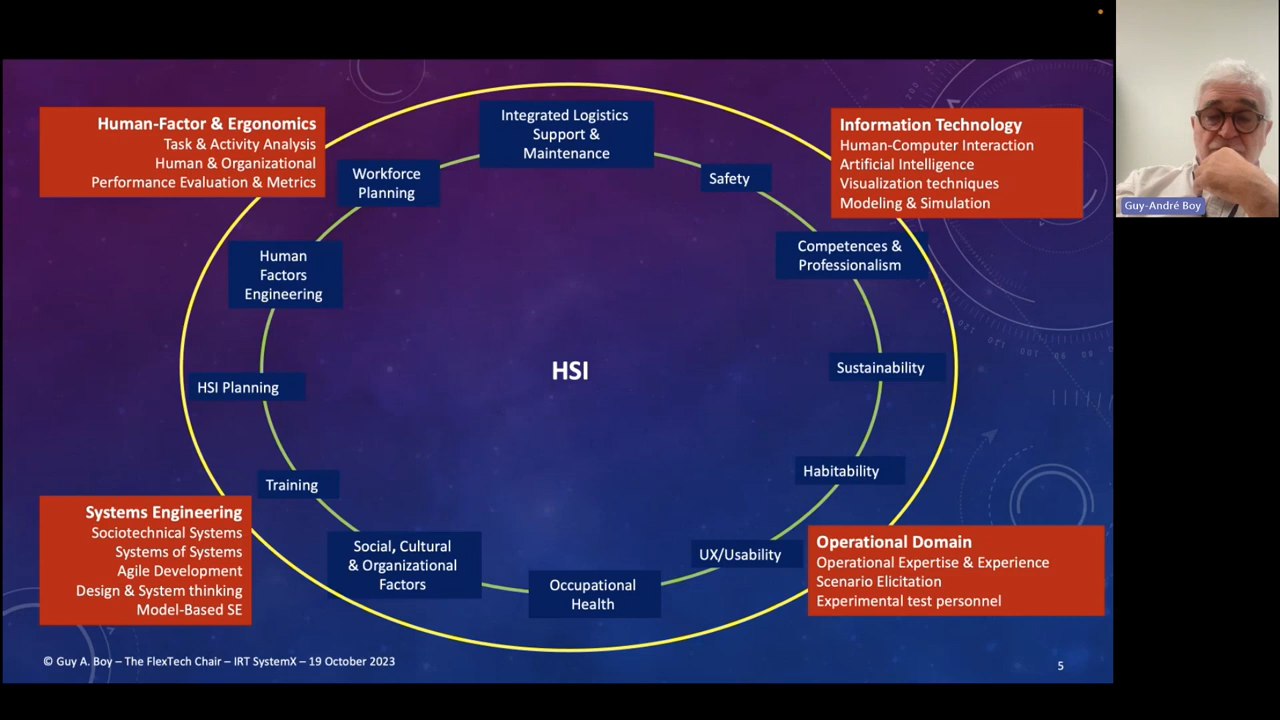 Human-Factor & Ergonomics
Task & Activity Analysis
Human & Organizational
Performance Evaluation & Metrics
Integrated Logistics
Support &
Maintenance
Information Technology
Human-Computer Interaction
Artificial Intelligence
Visualization techniques
Modeling & Simulation
Guy-André Boy
Workforce
Planning
Safety
Human
Factors
Engineering
Competences &
Professionalism
HSI
HSI Planning
Sustainability
Training
Habitability
Systems Engineering
Sociotechnical Systems
Systems of Systems
Agile Development
Design & System thinking
Model-Based SE
Social, Cultural
& Organizational
Factors
Occupational
Health
UX/Usability
Operational Domain
Operational Expertise & Experience
Scenario Elicitation
Experimental test personnel
© Guy A. Boy – The FlexTech Chair – IRT SystemX – 19 October 2023
5